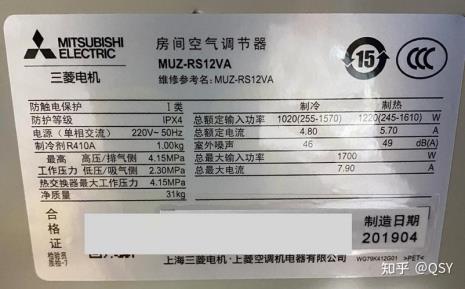 MITSUBISHI
ELECTRIC
三菱电机
房间空气调节器
MUZ-RS12VA
维修参考名：MUZ-RS12VA
15
CCC
防触电保护 I类
防护等级 IPX4
电源（单相交流） 220V~ 50Hz
制冷剂R410A 1.00kg
最高 高压/排气侧 4.15MPa
工作压力 低压/吸气侧 2.30MPa
热交换器最大工作压力 4.15MPa
净质量 31kg
制冷 制热
总额定输入功率 1020(255-1570) 1220(245-1610) W
总额定电流 4.80 5.70 A
室外噪声 46 49 dB(A)
总最大输入功率 1700 W
总最大电流 7.90 A
合格证
检验员
制造日期
201904
上海三菱电机·上菱空调机电器有限公司 WG79K412G01 >PET<
知乎 @QSY